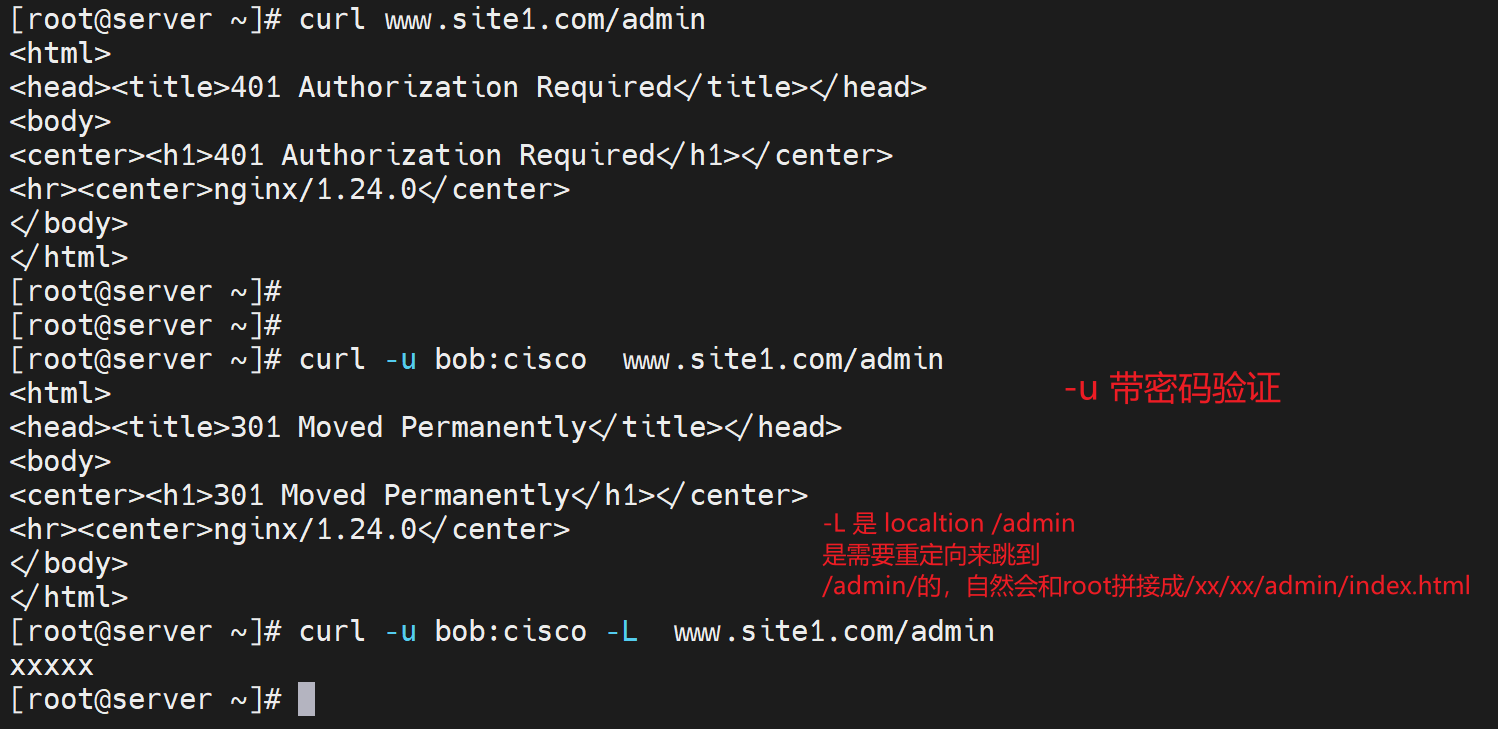 [root@server ~]# curl www.site1.com/admin
<html>
<head><title>401 Authorization Required</title></head>
<body>
<center><h1>401 Authorization Required</h1></center>
<hr><center>nginx/1.24.0</center>
</body>
</html>
[root@server ~]#
[root@server ~]#
[root@server ~]# curl -u bob:cisco  www.site1.com/admin
-u 带密码验证
<html>
<head><title>301 Moved Permanently</title></head>
<body>
<center><h1>301 Moved Permanently</h1></center>
<hr><center>nginx/1.24.0</center>
</body>
</html>
-L 是 localtion /admin
是需要重定向来跳到
/admin/的，自然会和root拼接成/xx/xx/admin/index.html
[root@server ~]# curl -u bob:cisco -L  www.site1.com/admin
xxxxx
[root@server ~]#